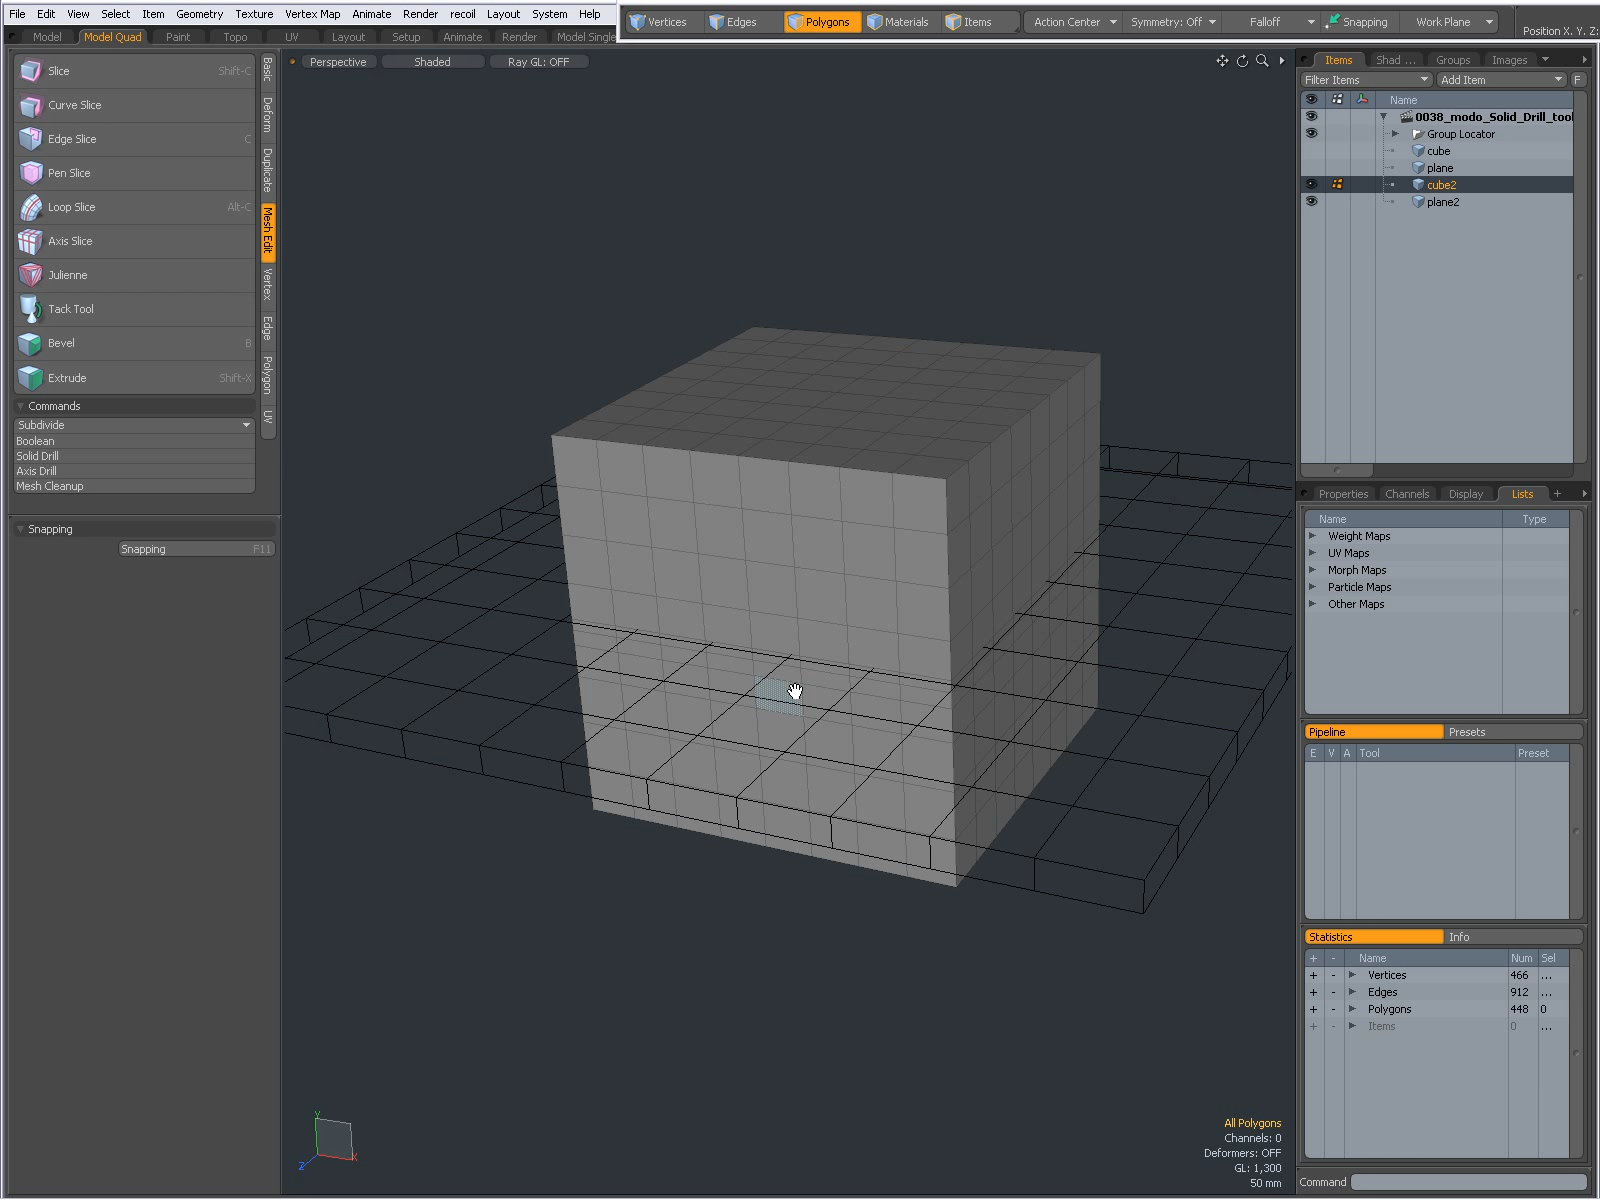 File Edit View Select Item Geometry Texture Vertex Map Animate Render recoil Layout System Help
Vertices Edges Polygons Materials Items Action Center Symmetry: Off Falloff Snapping Work Plane
Position X, Y, Z:
Model Model Quad Paint Topo UV Layout Setup Animate Render Model Single
Slice Shift-C
Curve Slice
Edge Slice C
Pen Slice
Loop Slice Alt-C
Axis Slice
Julienne
Tack Tool
Bevel B
Extrude Shift-X
Commands
Subdivide
Boolean
Solid Drill
Axis Drill
Mesh Cleanup
Basic
Deform
Duplicate
Mesh Edit
Vertex
Edge
Polygon
UV
Snapping
Snapping F11
Perspective Shaded Ray GL: OFF
Y
Z
X
All Polygons
Channels: 0
Deformers: OFF
GL: 1,300
50 mm
Items Shad ... Groups Images
Filter Items Add Item F
Name
0038_modo_Solid_Drill_tool
Group Locator
cube
plane
cube2
plane2
Properties Channels Display Lists +
Name Type
Weight Maps
UV Maps
Morph Maps
Particle Maps
Other Maps
Pipeline Presets
E V A Tool Preset
Statistics Info
+ - Name Num Sel
+ - Vertices 466 ...
+ - Edges 912 ...
+ - Polygons 448 0
+ - Items 0 ...
Command